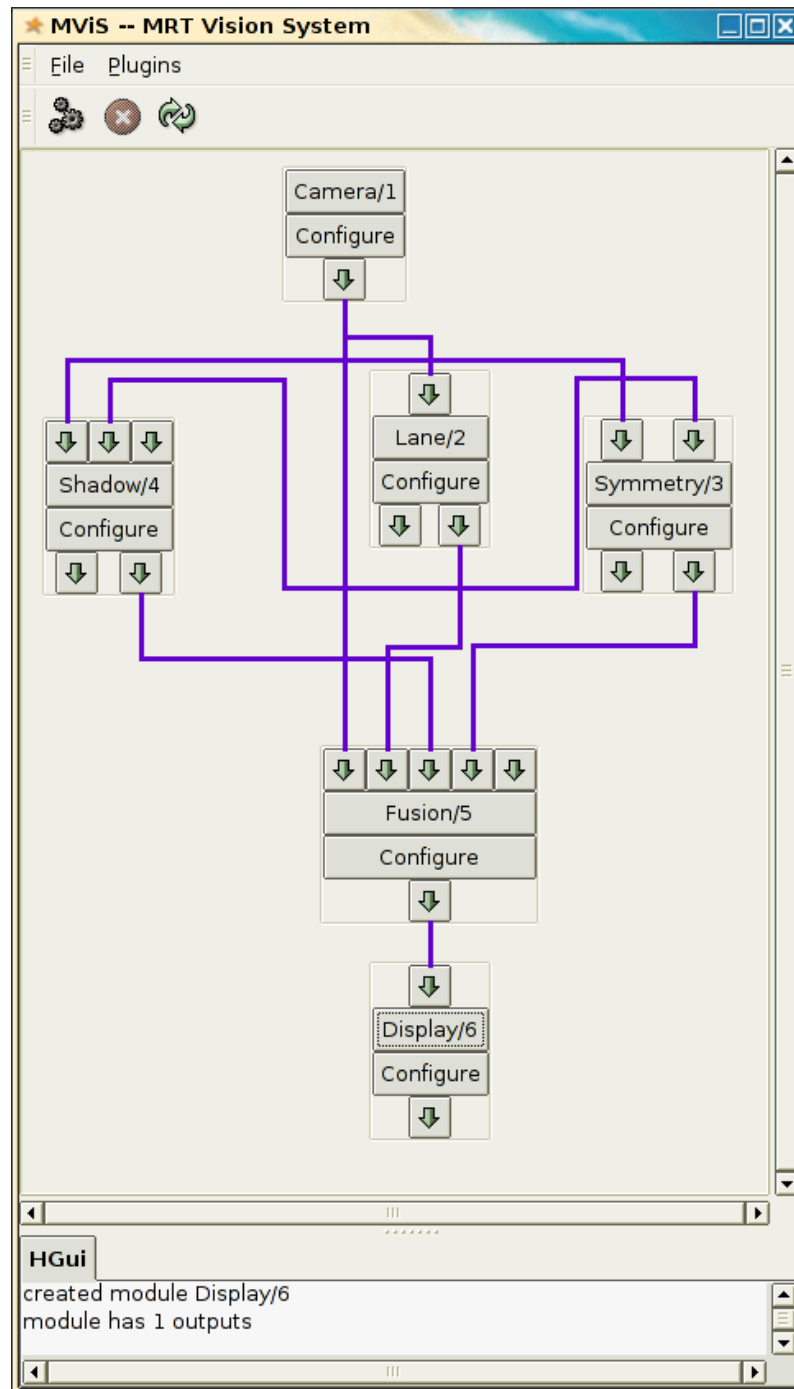 MViS -- MRT Vision System
File Plugins
Camera/1
Configure
Lane/2
Configure
Shadow/4
Configure
Symmetry/3
Configure
Fusion/5
Configure
Display/6
Configure
HGui
created module Display/6
module has 1 outputs